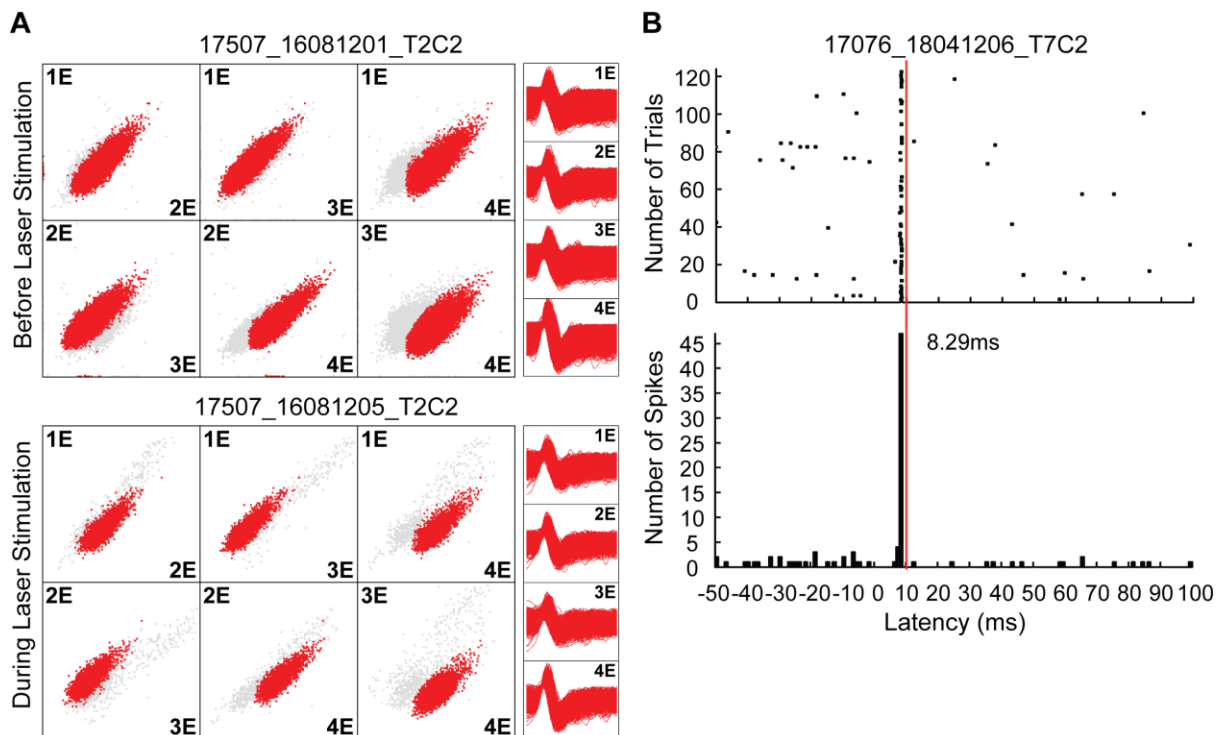 A
17507_16081201_T2C2
Before Laser Stimulation
1E 1E 1E 1E
2E 3E 4E 2E
2E 2E 3E 3E
3E 4E 4E 4E
17507_16081205_T2C2
During Laser Stimulation
1E 1E 1E 1E
2E 3E 4E 2E
2E 2E 3E 3E
3E 4E 4E 4E
B
17076_18041206_T7C2
Number of Trials
120
100
80
60
40
20
0
8.29ms
Number of Spikes
45
40
35
30
25
20
15
10
5
0
-50 -40 -30 -20 -10 0 10 20 30 40 50 60 70 80 90 100
Latency (ms)